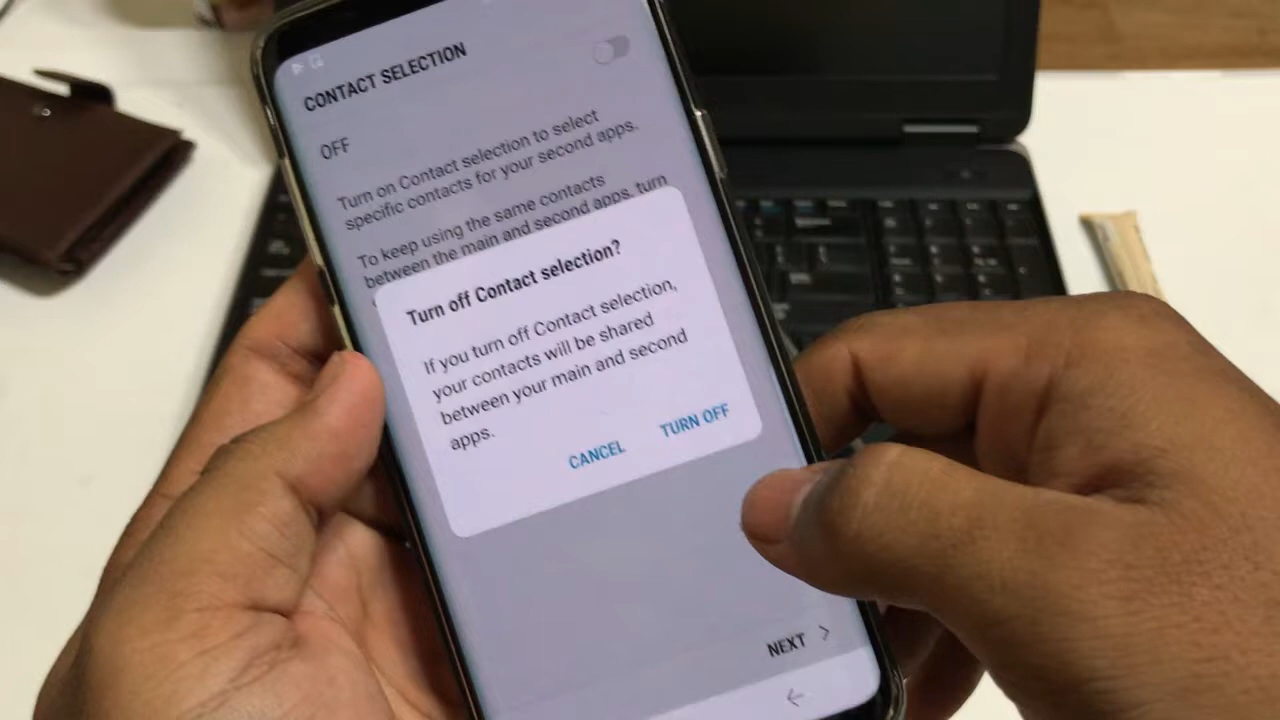 CONTACT SELECTION
OFF
Turn on Contact selection to select
specific contacts for your second apps.
To keep using the same contacts
between the main and second apps, turn
Turn off Contact selection?
If you turn off Contact selection,
your contacts will be shared
between your main and second
apps.
CANCEL
TURN OFF
NEXT